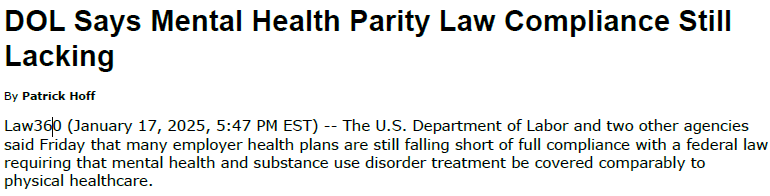 DOL Says Mental Health Parity Law Compliance Still
Lacking
By Patrick Hoff
Law360 (January 17, 2025, 5:47 PM EST) -- The U.S. Department of Labor and two other agencies
said Friday that many employer health plans are still falling short of full compliance with a federal law
requiring that mental health and substance use disorder treatment be covered comparably to
physical healthcare.